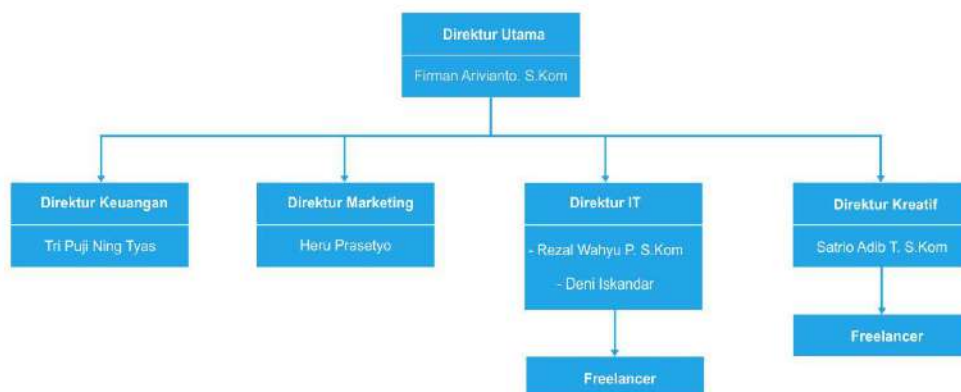 Direktur Utama
Firman Arivianto. S.Kom
Direktur Keuangan
Tri Puji Ning Tyas
Direktur Marketing
Heru Prasetyo
Direktur IT
- Rezal Wahyu P. S.Kom
- Deni Iskandar
Freelancer
Direktur Kreatif
Satrio Adib T. S.Kom
Freelancer